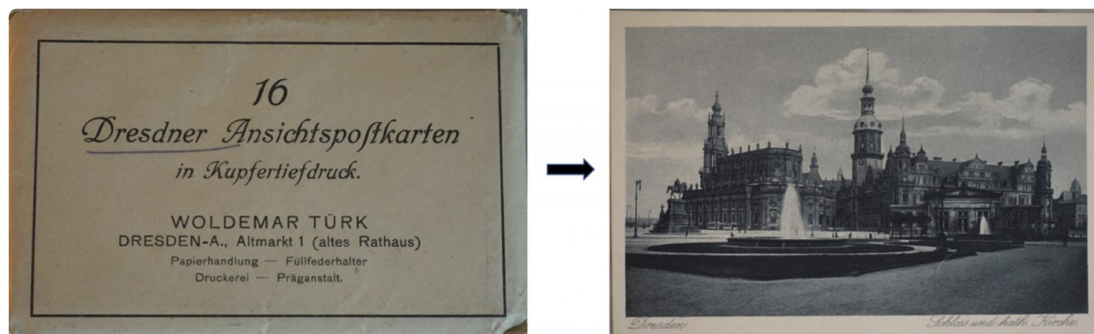 16
Dresdner Ansichtspoſtkarten
in Kupfertiefdruck.
WOLDEMAR TÜRK
DRESDEN-A., Altmarkt 1 (altes Rathaus)
Papierhandlung — Füllfederhalter
Druckerei — Präganstalt.
Dresden
Schloss und kath. Kirche